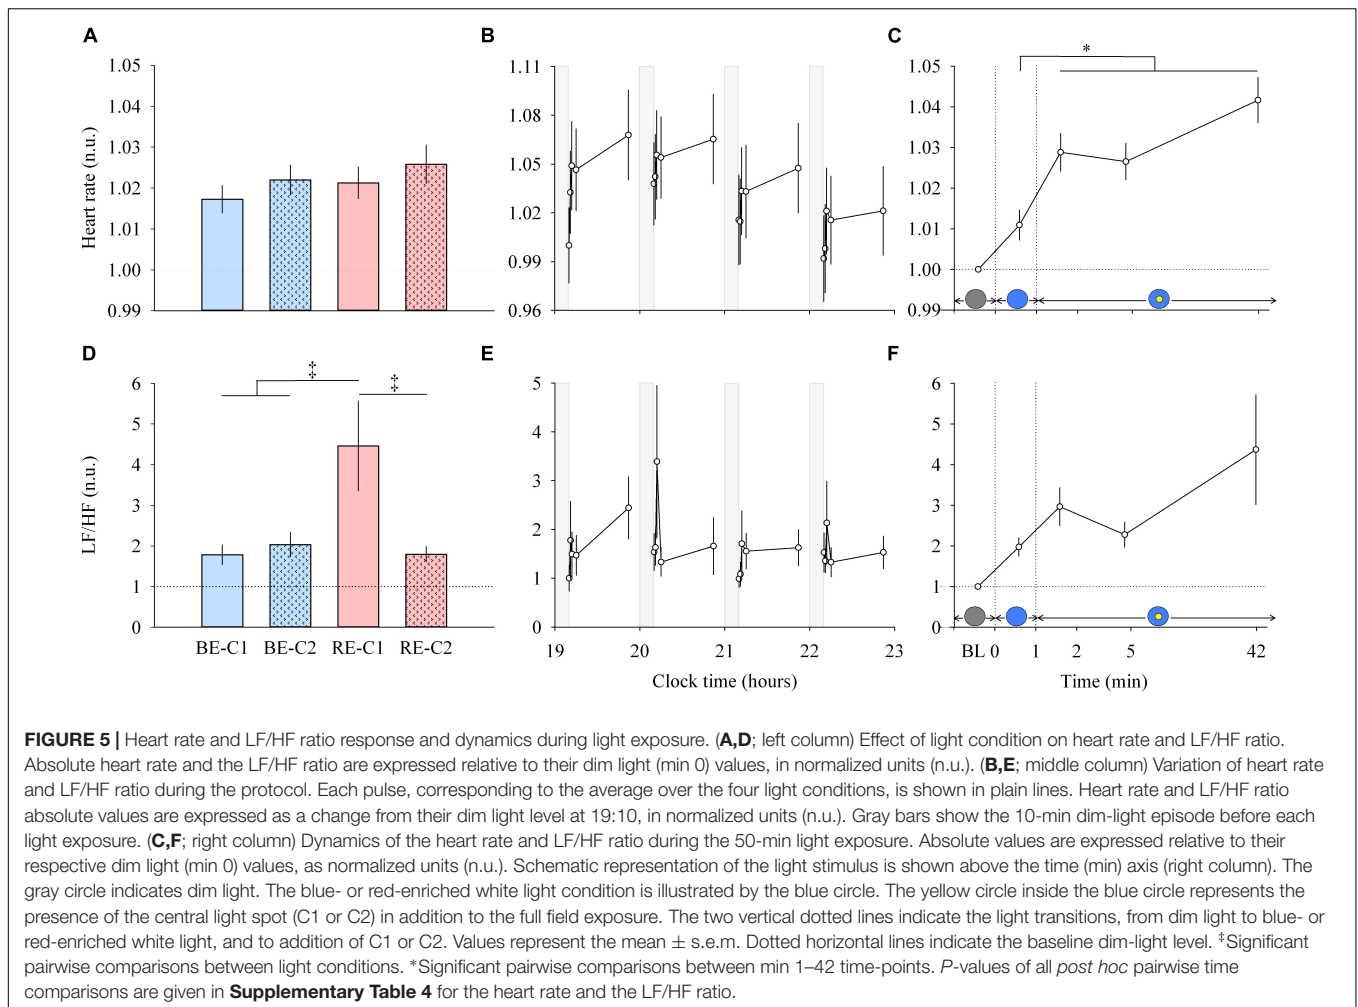 A
B
C
1.05
1.04
1.03
1.02
1.01
1.00
0.99
Heart rate (n.u.)
1.11
1.08
1.05
1.02
0.99
0.96
*
1.05
1.04
1.03
1.02
1.01
1.00
0.99
D
E
F
‡
‡
6
5
4
3
2
1
0
LF/HF (n.u.)
BE-C1 BE-C2 RE-C1 RE-C2
5
4
3
2
1
0
19 20 21 22 23
Clock time (hours)
6
5
4
3
2
1
0
BL 0 1 2 5 42
Time (min)
FIGURE 5 | Heart rate and LF/HF ratio response and dynamics during light exposure. (A,D; left column) Effect of light condition on heart rate and LF/HF ratio.
Absolute heart rate and the LF/HF ratio are expressed relative to their dim light (min 0) values, in normalized units (n.u.). (B,E; middle column) Variation of heart rate
and LF/HF ratio during the protocol. Each pulse, corresponding to the average over the four light conditions, is shown in plain lines. Heart rate and LF/HF ratio
absolute values are expressed as a change from their dim light level at 19:10, in normalized units (n.u.). Gray bars show the 10-min dim-light episode before each
light exposure. (C,F; right column) Dynamics of the heart rate and LF/HF ratio during the 50-min light exposure. Absolute values are expressed relative to their
respective dim light (min 0) values, as normalized units (n.u.). Schematic representation of the light stimulus is shown above the time (min) axis (right column). The
gray circle indicates dim light. The blue- or red-enriched white light condition is illustrated by the blue circle. The yellow circle inside the blue circle represents the
presence of the central light spot (C1 or C2) in addition to the full field exposure. The two vertical dotted lines indicate the light transitions, from dim light to blue- or
red-enriched white light, and to addition of C1 or C2. Values represent the mean ± s.e.m. Dotted horizontal lines indicate the baseline dim-light level. ‡Significant
pairwise comparisons between light conditions. *Significant pairwise comparisons between min 1–42 time-points. P-values of all post hoc pairwise time
comparisons are given in Supplementary Table 4 for the heart rate and the LF/HF ratio.